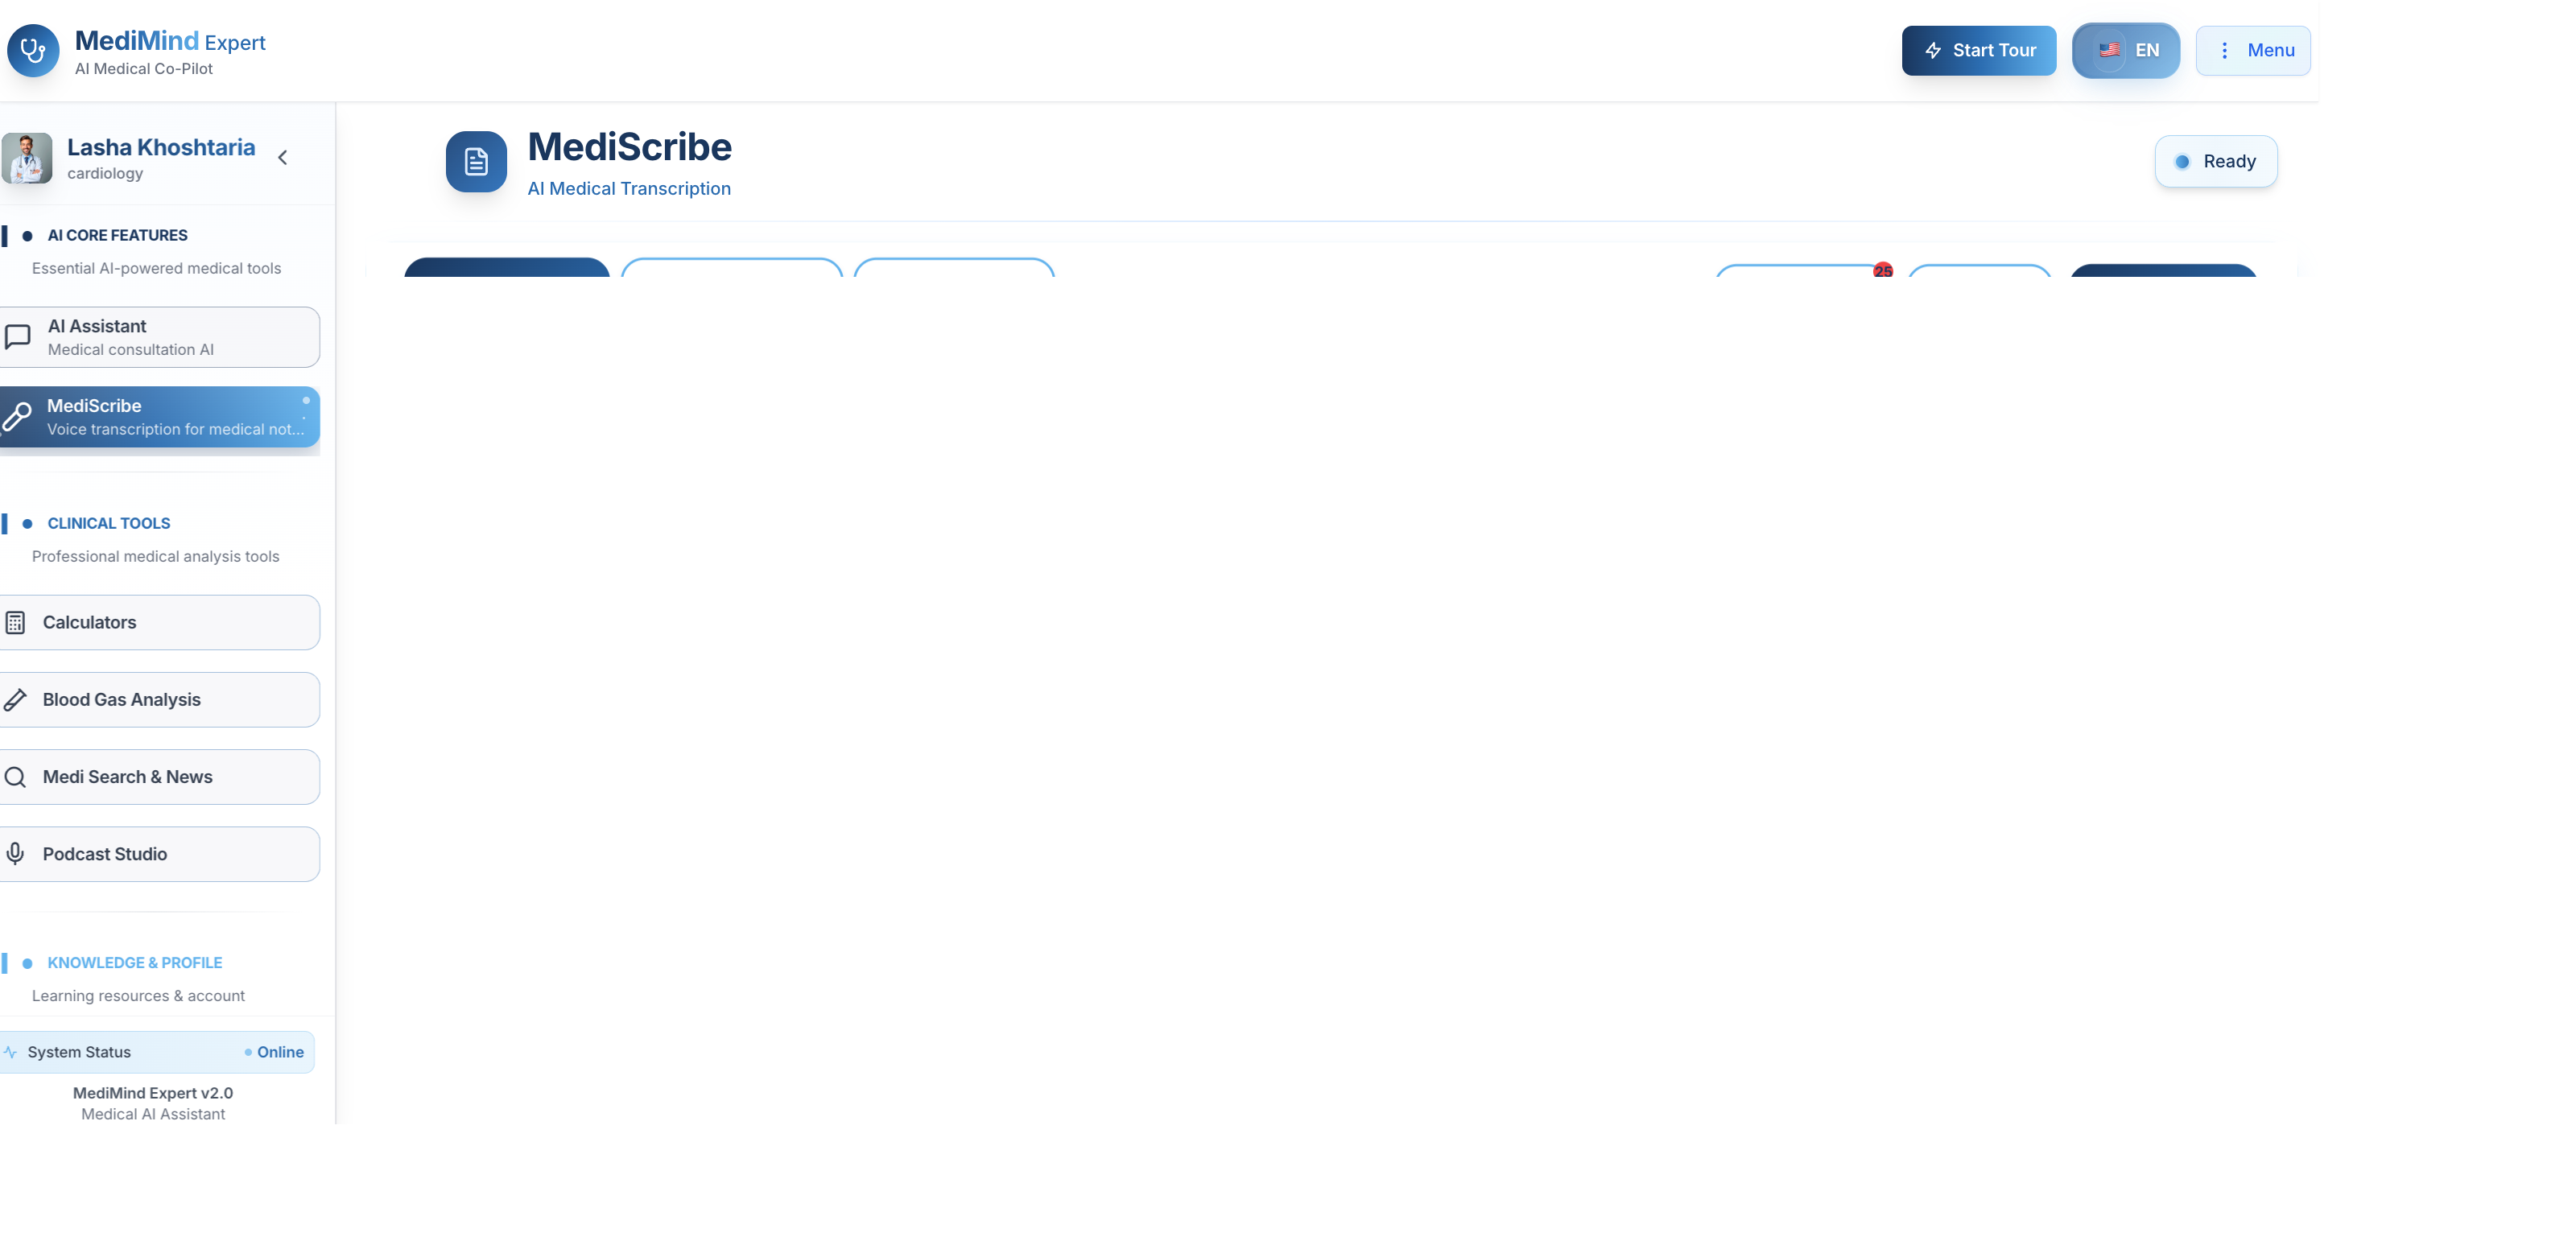 MediMind Expert
AI Medical Co-Pilot
Start Tour
🇺🇸 EN
Menu
Lasha Khoshtaria
cardiology
MediScribe
AI Medical Transcription
Ready
25
AI CORE FEATURES
Essential AI-powered medical tools
AI Assistant
Medical consultation AI
MediScribe
Voice transcription for medical not...
CLINICAL TOOLS
Professional medical analysis tools
Calculators
Blood Gas Analysis
Medi Search & News
Podcast Studio
KNOWLEDGE & PROFILE
Learning resources & account
System Status
Online
MediMind Expert v2.0
Medical AI Assistant